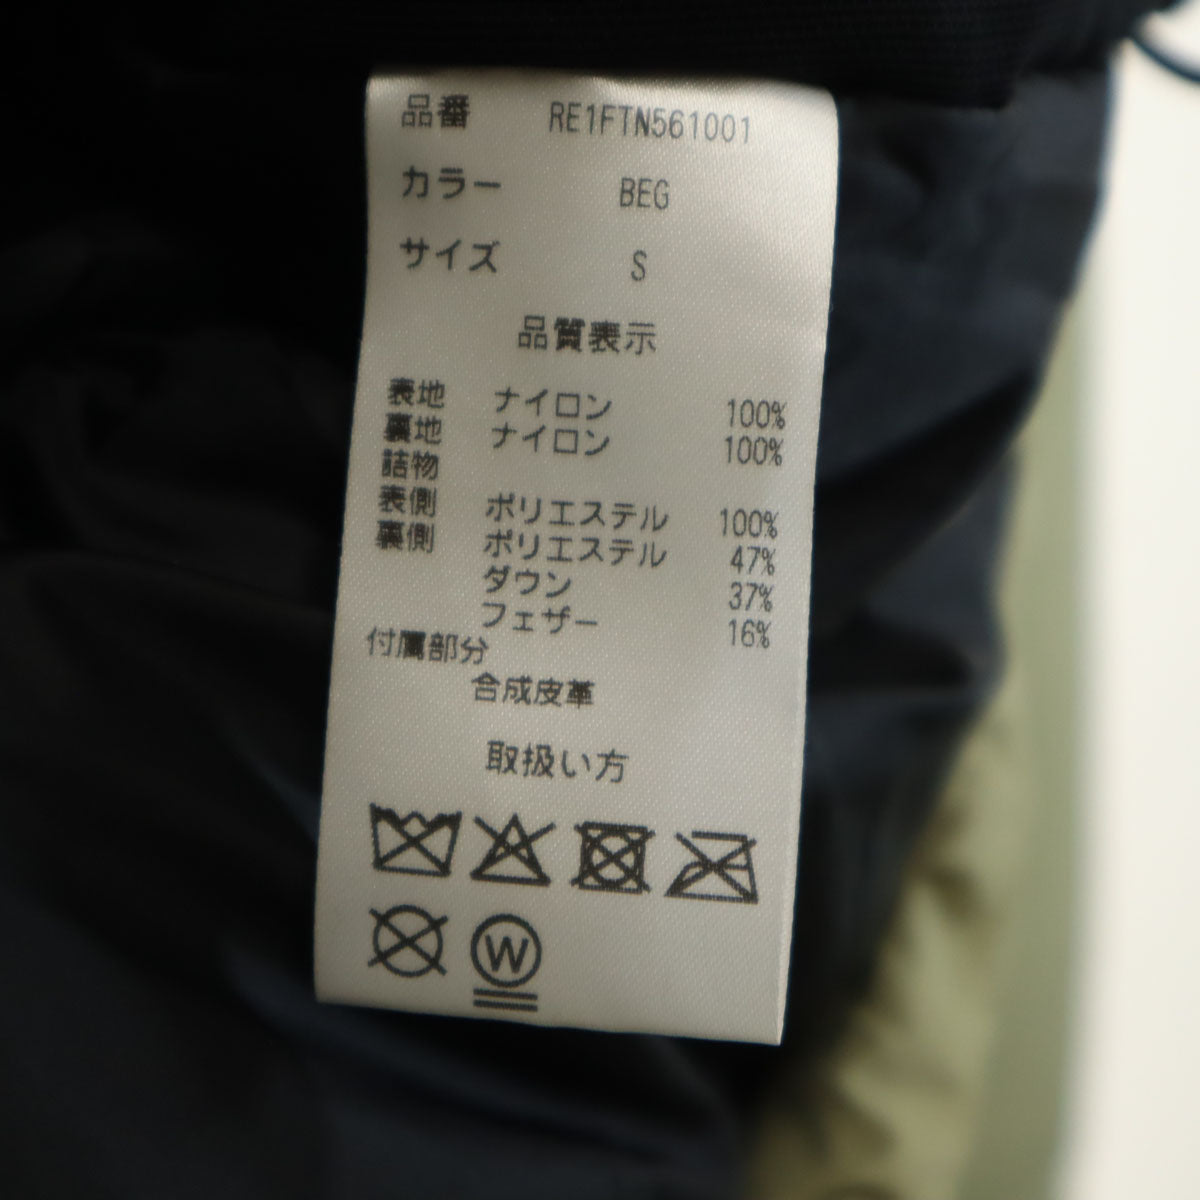 品番 RE1FTN561001
カラー BEG
サイズ S
品質表示
表地 ナイロン 100%
裏地 ナイロン 100%
詰物
表側 ポリエステル 100%
裏側 ポリエステル 47%
ダウン 37%
フェザー 16%
付属部分
合成皮革
取扱い方
W